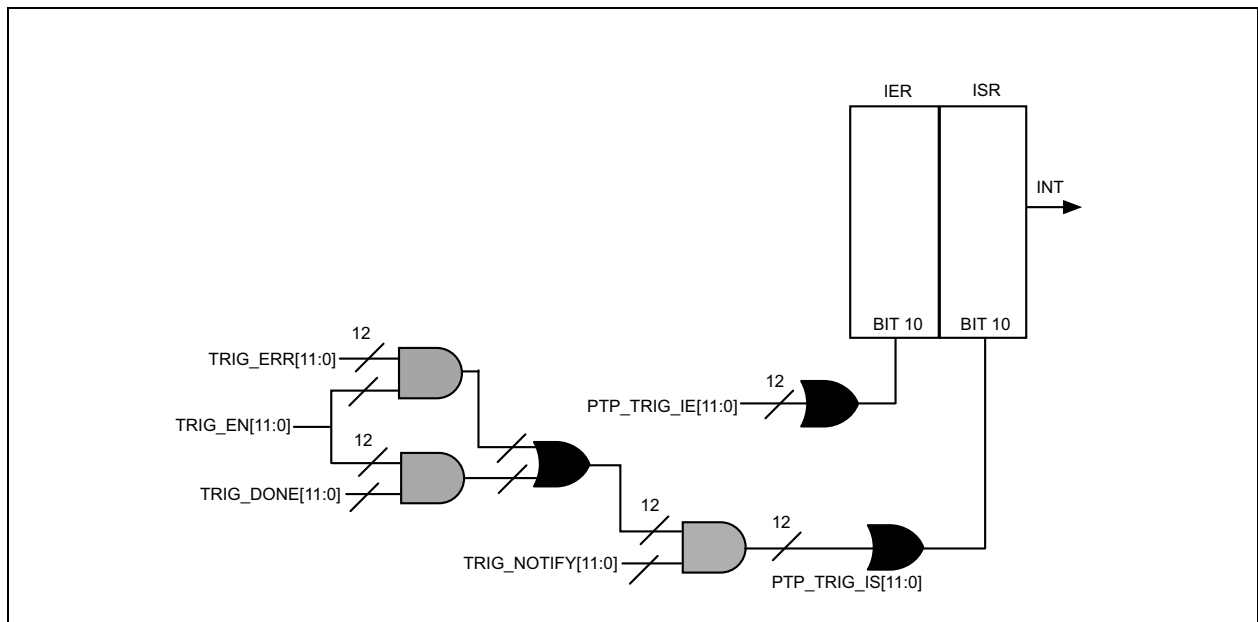 IER ISR
INT
BIT 10 BIT 10
12
TRIG_ERR[11:0]
12
PTP_TRIG_IE[11:0]
TRIG_EN[11:0]
12
TRIG_DONE[11:0]
12
12
TRIG_NOTIFY[11:0]
PTP_TRIG_IS[11:0]